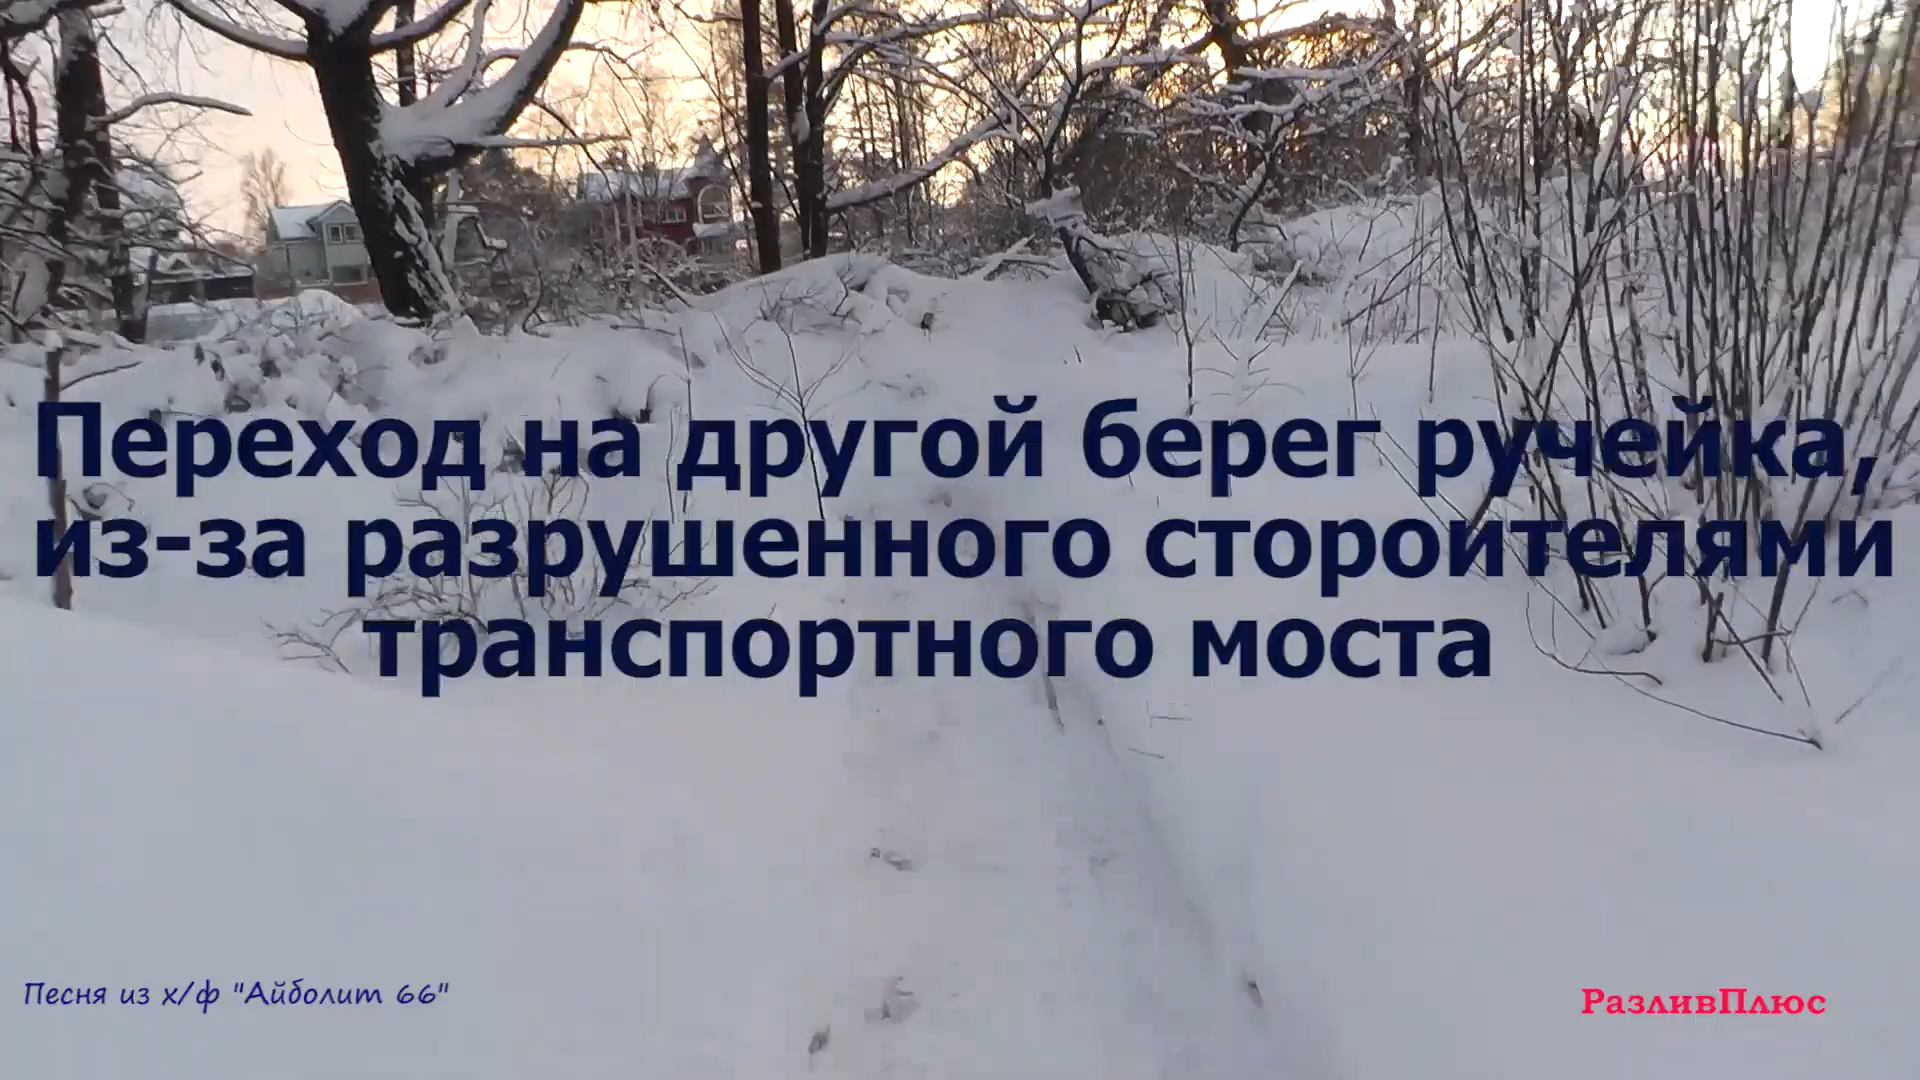 Переход на другой берег ручейка,
из-за разрушенного стороителями
транспортного моста
Песня из х/ф "Айболит 66"
РазливПлюс